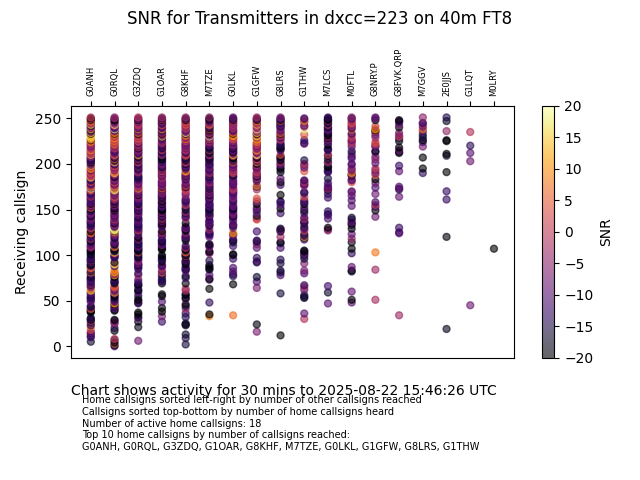 SNR for Transmitters in dxcc=223 on 40m FT8
G0ANH G0RQL G3ZDQ G1OAR G8KHF M7TZE G0LKL G1GFW G8LRS G1THW M7LCS M0FTL G8NRY.P G8FVK.QRP M7GGV 2E0JJS G1LQT M0LRY
250
200
150
100
50
0
Receiving callsign
20
15
10
5
0
−5
−10
−15
−20
SNR
Chart shows activity for 30 mins to 2025-08-22 15:46:26 UTC
Home callsigns sorted left-right by number of other callsigns reached
Callsigns sorted top-bottom by number of home callsigns heard
Number of active home callsigns: 18
Top 10 home callsigns by number of callsigns reached:
G0ANH, G0RQL, G3ZDQ, G1OAR, G8KHF, M7TZE, G0LKL, G1GFW, G8LRS, G1THW